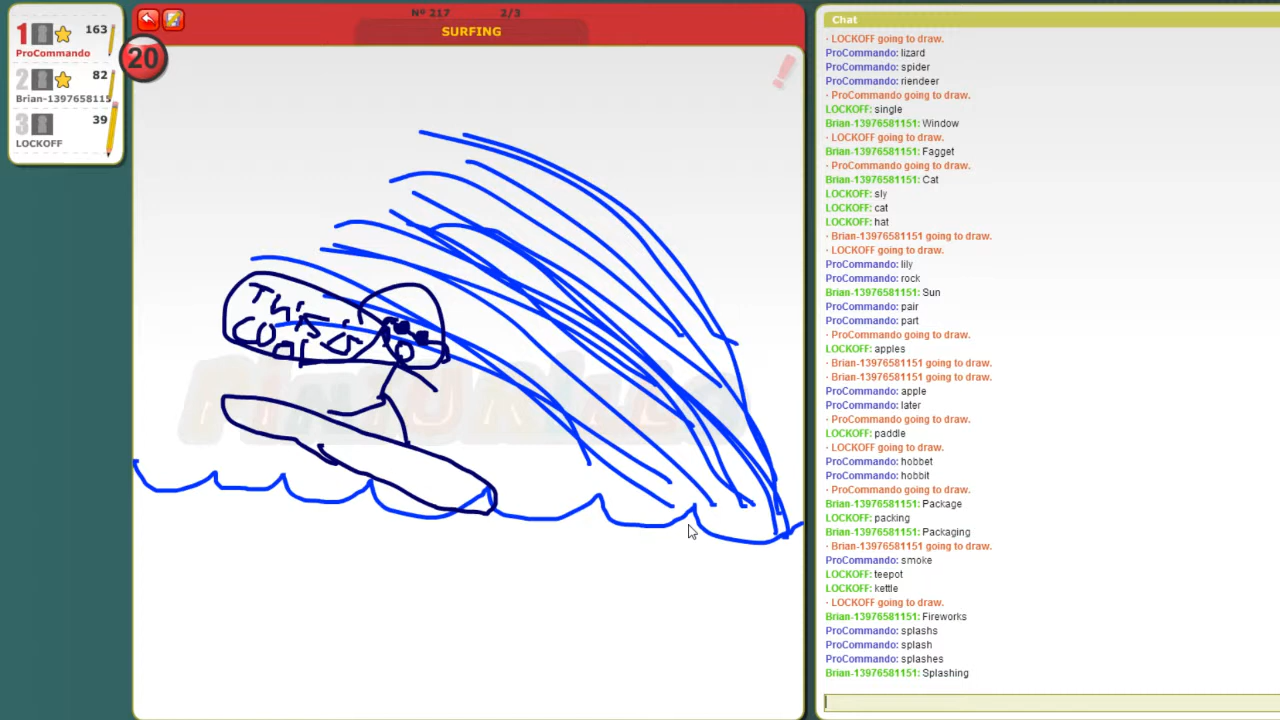 1
163
ProCommando
2
82
Brian-1397658115
3
39
LOCKOFF
20
Nº 217
2/3
SURFING
THIS IS
COOL
Chat
· LOCKOFF going to draw.
ProCommando: lizard
ProCommando: spider
ProCommando: riendeer
· ProCommando going to draw.
LOCKOFF: single
Brian-13976581151: Window
· LOCKOFF going to draw.
Brian-13976581151: Fagget
· ProCommando going to draw.
Brian-13976581151: Cat
LOCKOFF: sly
LOCKOFF: cat
LOCKOFF: hat
· Brian-13976581151 going to draw.
· LOCKOFF going to draw.
ProCommando: lily
ProCommando: rock
Brian-13976581151: Sun
ProCommando: pair
ProCommando: part
· ProCommando going to draw.
LOCKOFF: apples
· Brian-13976581151 going to draw.
· Brian-13976581151 going to draw.
ProCommando: apple
ProCommando: later
· ProCommando going to draw.
LOCKOFF: paddle
· LOCKOFF going to draw.
ProCommando: hobbet
ProCommando: hobbit
· ProCommando going to draw.
Brian-13976581151: Package
LOCKOFF: packing
Brian-13976581151: Packaging
· Brian-13976581151 going to draw.
ProCommando: smoke
LOCKOFF: teepot
LOCKOFF: kettle
· LOCKOFF going to draw.
Brian-13976581151: Fireworks
ProCommando: splashs
ProCommando: splash
ProCommando: splashes
Brian-13976581151: Splashing